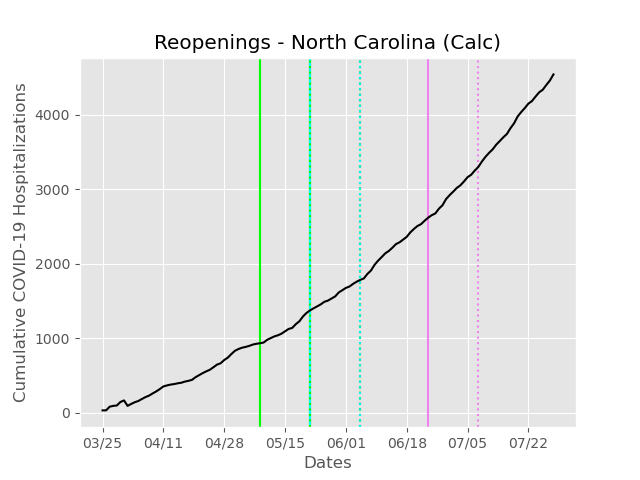 Reopenings - North Carolina (Calc)
Cumulative COVID-19 Hospitalizations
4000
3000
2000
1000
0
03/25 04/11 04/28 05/15 06/01 06/18 07/05 07/22
Dates